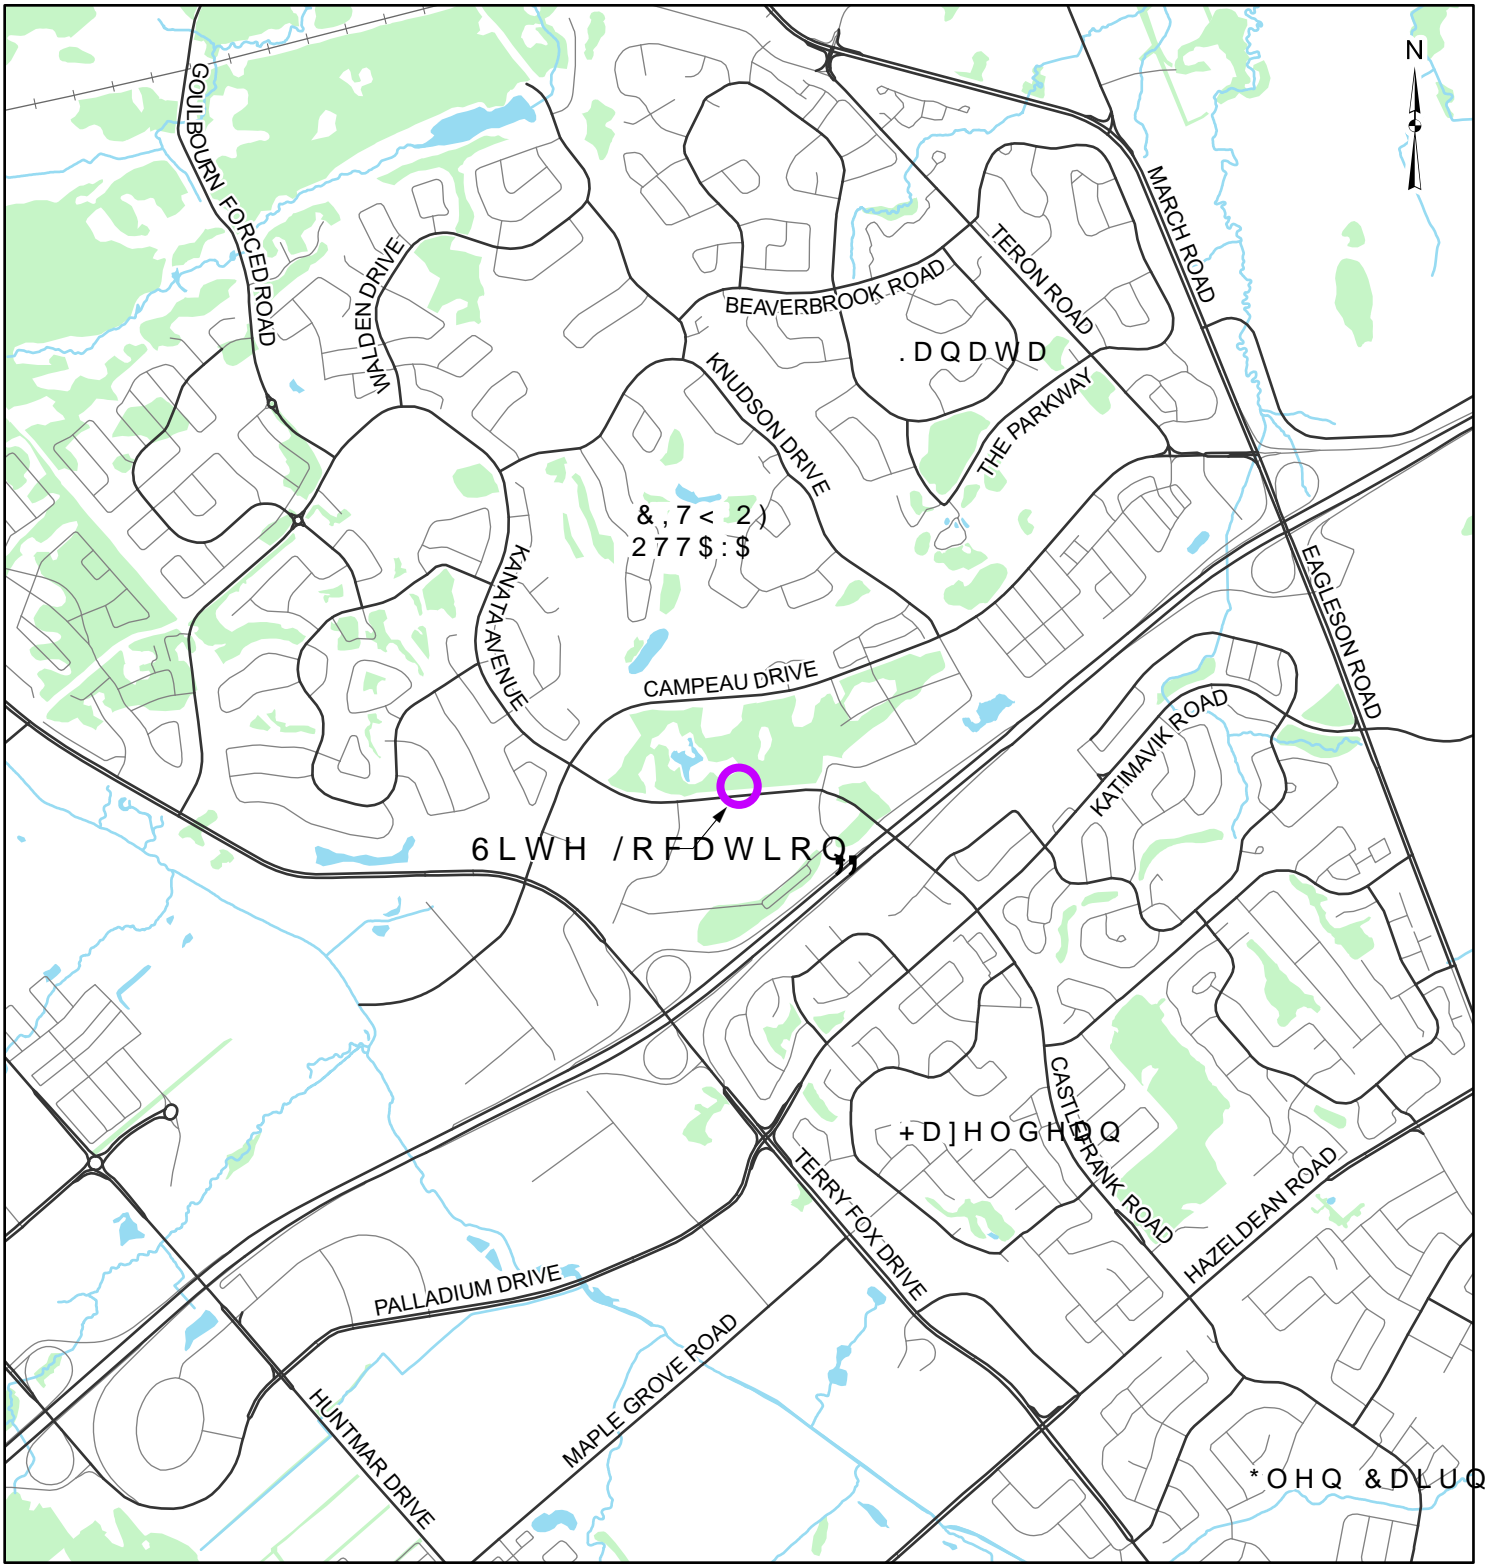 N
GOULBOURN FORCED ROAD
WALDEN DRIVE
BEAVERBROOK ROAD
TERON ROAD
MARCH ROAD
.DQDWD
KNUDSON DRIVE
THE PARKWAY
&,7< 2)
277$:$
KANATA AVENUE
EAGLESON ROAD
CAMPEAU DRIVE
KATIMAVIK ROAD
6LWH /RFDWLRQ
,,
CASTLEFRANK ROAD
+D]HOGHDQ
TERRY FOX DRIVE
HAZELDEAN ROAD
PALLADIUM DRIVE
MAPLE GROVE ROAD
HUNTMAR DRIVE
*OHQ &DLUQ